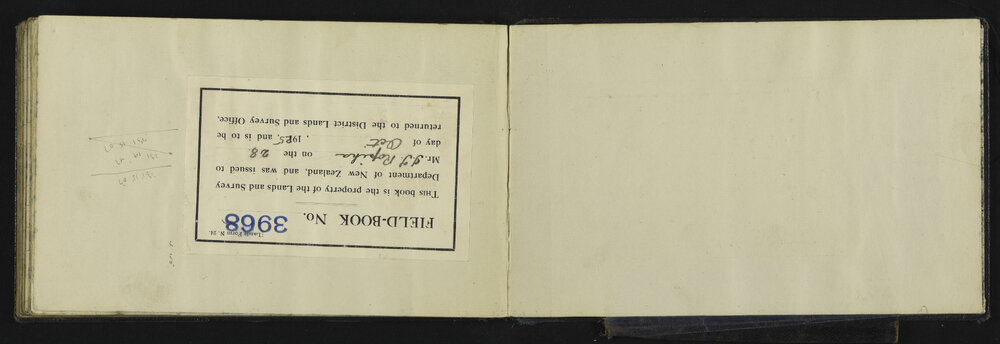 [Lands Form N. 24.
FIELD-BOOK No. 3968
This book is the property of the Lands and Survey
Department of New Zealand, and was issued to
Mr. on the 28
day of Oct , 1925, and is to be
returned to the District Lands and Survey Office.